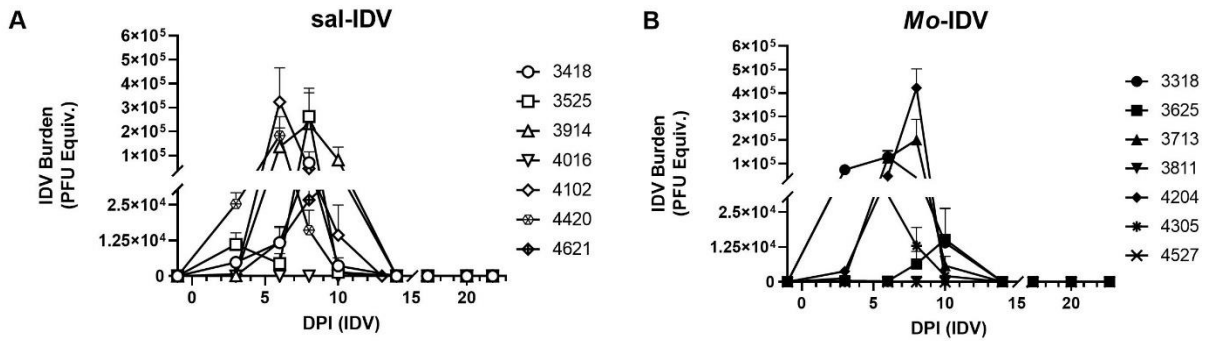 A
sal-IDV
IDV Burden
(PFU Equiv.)
6×10⁵
5×10⁵
4×10⁵
3×10⁵
2×10⁵
1×10⁵
2.5×10⁴
1.25×10⁴
0
0 5 10 15 20
DPI (IDV)
3418
3525
3914
4016
4102
4420
4621
B
Mo-IDV
IDV Burden
(PFU Equiv.)
6×10⁵
5×10⁵
4×10⁵
3×10⁵
2×10⁵
1×10⁵
2.5×10⁴
1.25×10⁴
0
0 5 10 15 20
DPI (IDV)
3318
3625
3713
3811
4204
4305
4527